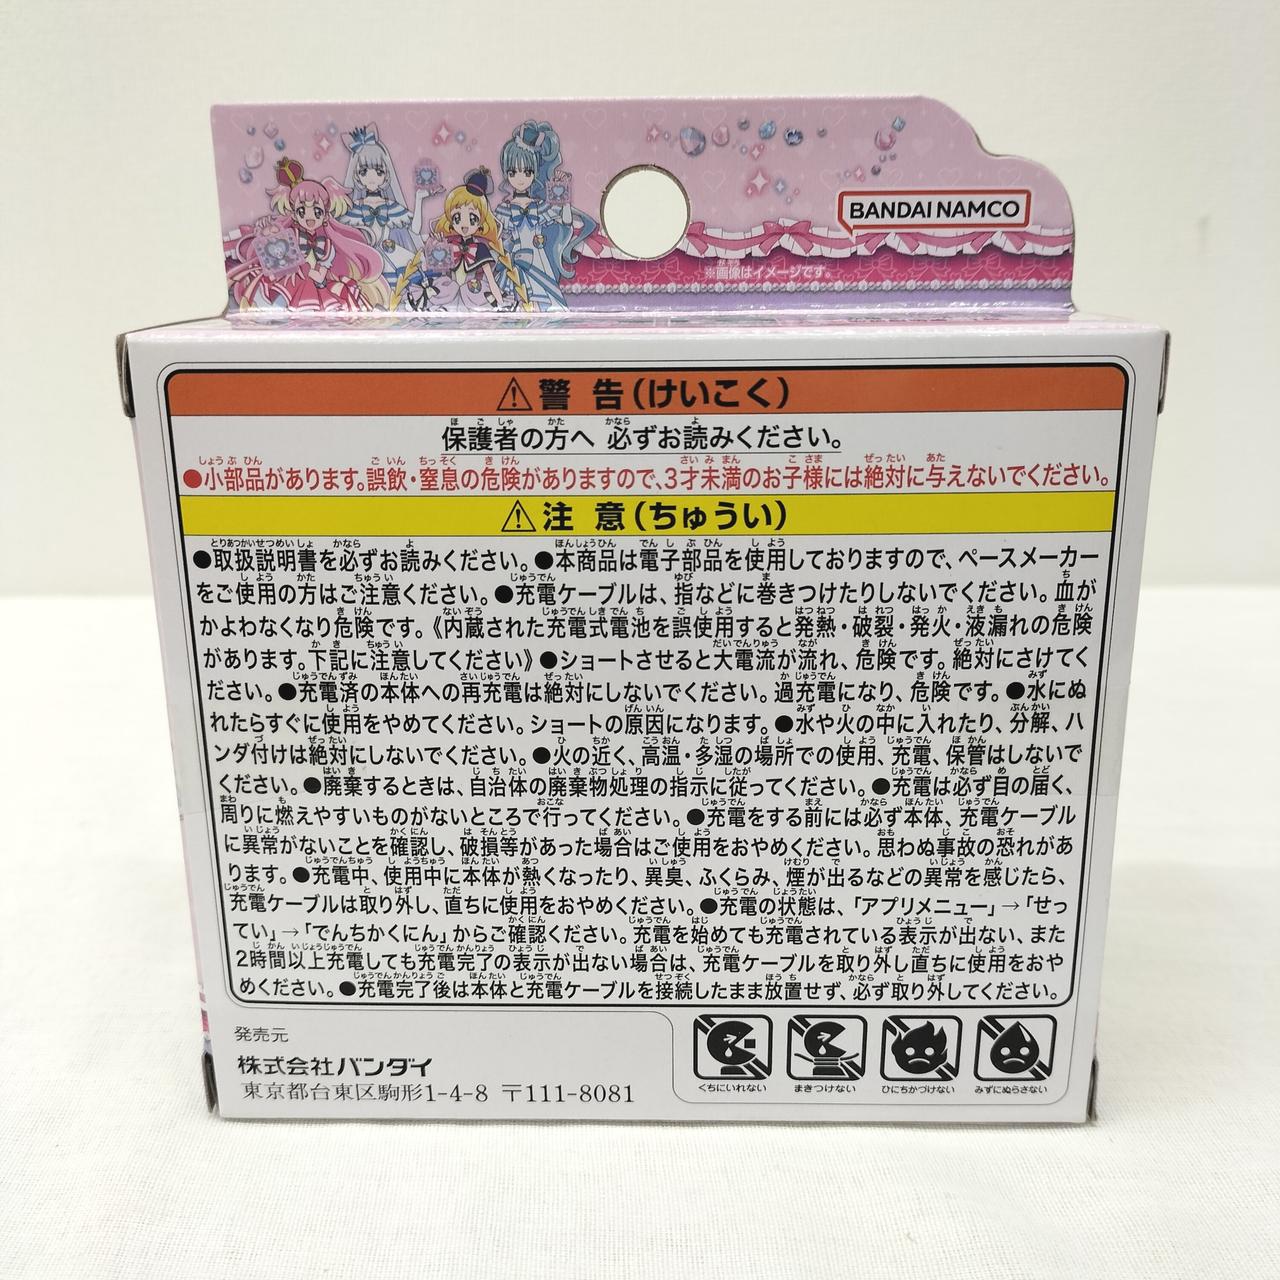 BANDAI NAMCO
※画像はイメージです。
⚠警 告(けいこく)
保護者の方へ 必ずお読みください。
●小部品があります。誤飲・窒息の危険がありますので、3才未満のお子様には絶対に与えないでください。
⚠注 意(ちゅうい)
●取扱説明書を必ずお読みください。●本商品は電子部品を使用しておりますので、ペースメーカー
をご使用の方はご注意ください。●充電ケーブルは、指などに巻きつけたりしないでください。血が
かよわなくなり危険です。《内蔵された充電式電池を誤使用すると発熱・破裂・発火・液漏れの危険
があります。下記に注意してください》●ショートさせると大電流が流れ、危険です。絶対にさけてく
ださい。●充電済の本体への再充電は絶対にしないでください。過充電になり、危険です。●水にぬ
れたらすぐに使用をやめてください。ショートの原因になります。●水や火の中に入れたり、分解、ハ
ンダ付けは絶対にしないでください。●火の近く、高温・多湿の場所での使用、充電、保管はしないで
ください。●廃棄するときは、自治体の廃棄物処理の指示に従ってください。●充電は必ず目の届く、
周りに燃えやすいものがないところで行ってください。●充電をする前には必ず本体、充電ケーブル
に異常がないことを確認し、破損等があった場合はご使用をおやめください。思わぬ事故の恐れがあ
ります。●充電中、使用中に本体が熱くなったり、異臭、ふくらみ、煙が出るなどの異常を感じたら、
充電ケーブルは取り外し、直ちに使用をおやめください。●充電の状態は、「アプリメニュー」→「せっ
てい」→「でんちかくにん」からご確認ください。充電を始めても充電されている表示が出ない、また
2時間以上充電しても充電完了の表示が出ない場合は、充電ケーブルを取り外し直ちに使用をおや
めください。●充電完了後は本体と充電ケーブルを接続したまま放置せず、必ず取り外してください。
発売元
株式会社バンダイ
東京都台東区駒形1-4-8 〒111-8081
くちにいれない
まきつけない
ひにちかづけない
みずにぬらさない